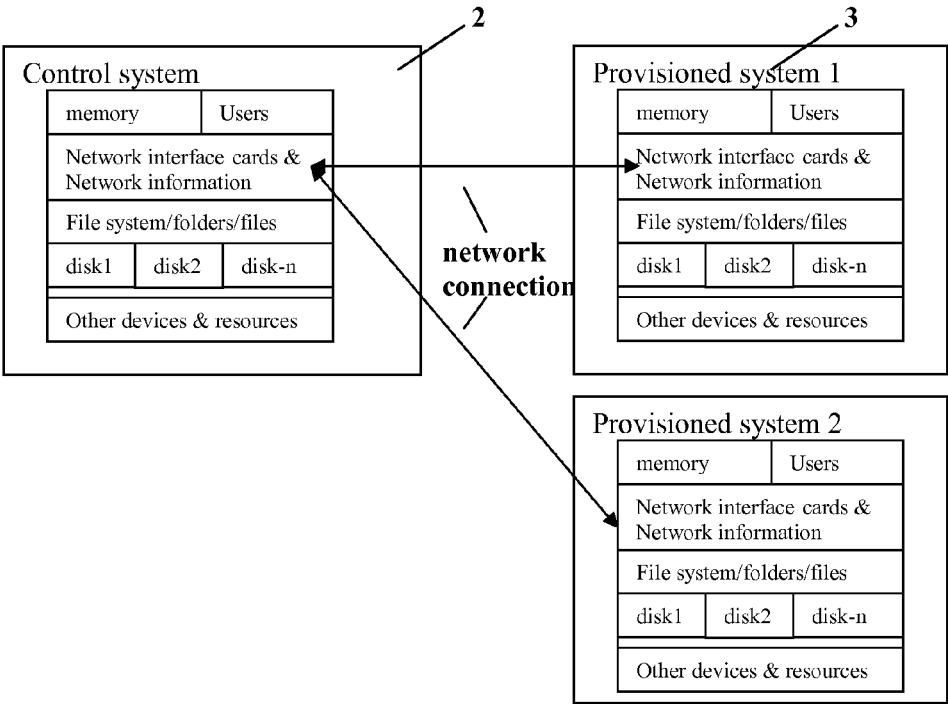 2
Control system
memory
Users
Network interface cards &
Network information
File system/folders/files
disk1
disk2
disk-n
Other devices & resources
network
connection
3
Provisioned system 1
memory
Users
Network interface cards &
Network information
File system/folders/files
disk1
disk2
disk-n
Other devices & resources
Provisioned system 2
memory
Users
Network interface cards &
Network information
File system/folders/files
disk1
disk2
disk-n
Other devices & resources